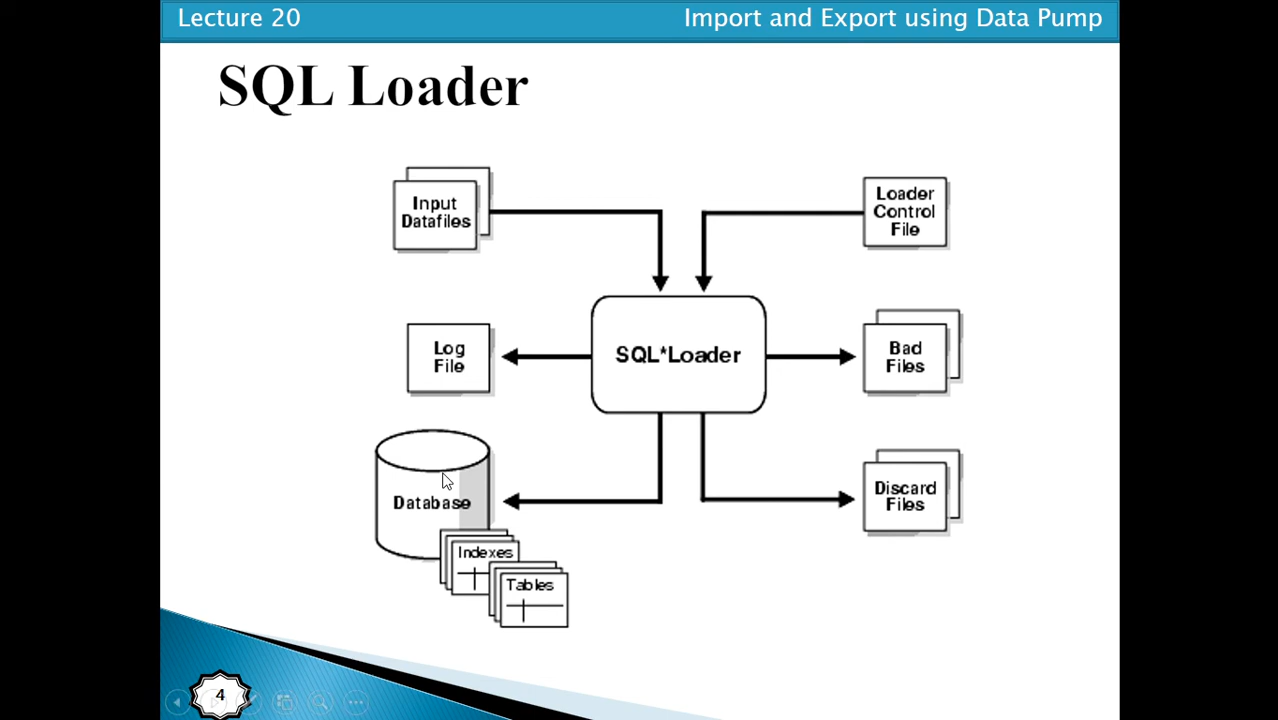 Lecture 20
Import and Export using Data Pump
SQL Loader
Input
Datafiles
Loader
Control
File
SQL*Loader
Log
File
Bad
Files
Database
Indexes
Tables
Discard
Files
4